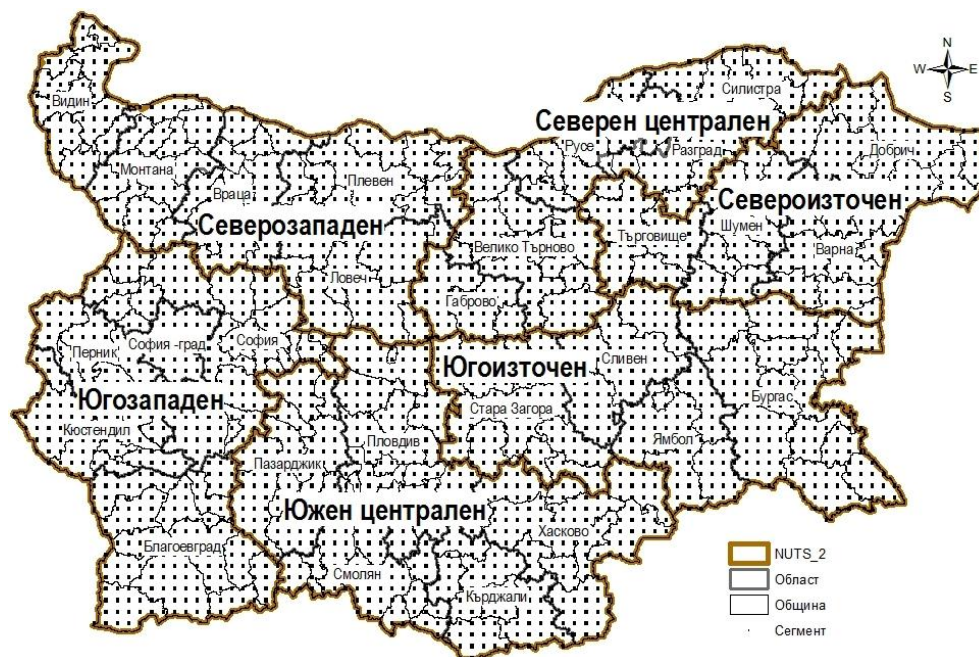 N
W E
S
Силистра
Видин
Северен централен
Русе
Разград
Добрич
Монтана
Плевен
Враца
Североизточен
Северозападен
Шумен
Търговище
Велико Търново
Варна
Ловеч
Габрово
София -град
София
Перник
Сливен
Югоизточен
Югозападен
Бургас
Стара Загора
Кюстендил
Пловдив
Ямбол
Пазарджик
Южен централен
Хасково
Благоевград
Смолян
Кърджали
NUTS_2
Област
Община
Сегмент